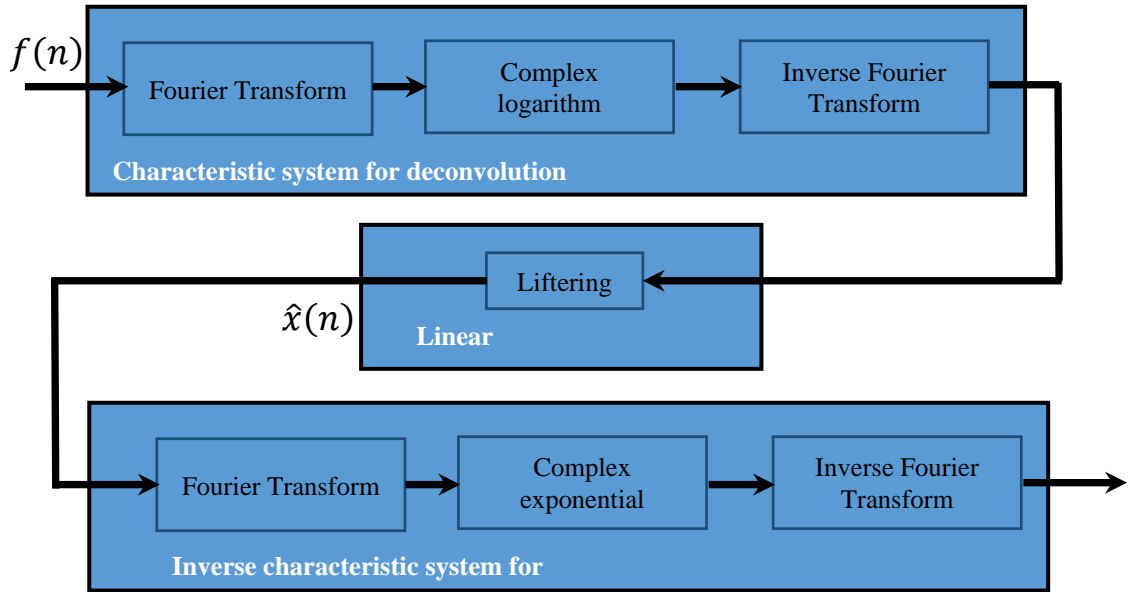 f(n)
Fourier Transform
Complex
logarithm
Inverse Fourier
Transform
Characteristic system for deconvolution
Liftering
x̂(n)
Linear
Fourier Transform
Complex
exponential
Inverse Fourier
Transform
Inverse characteristic system for